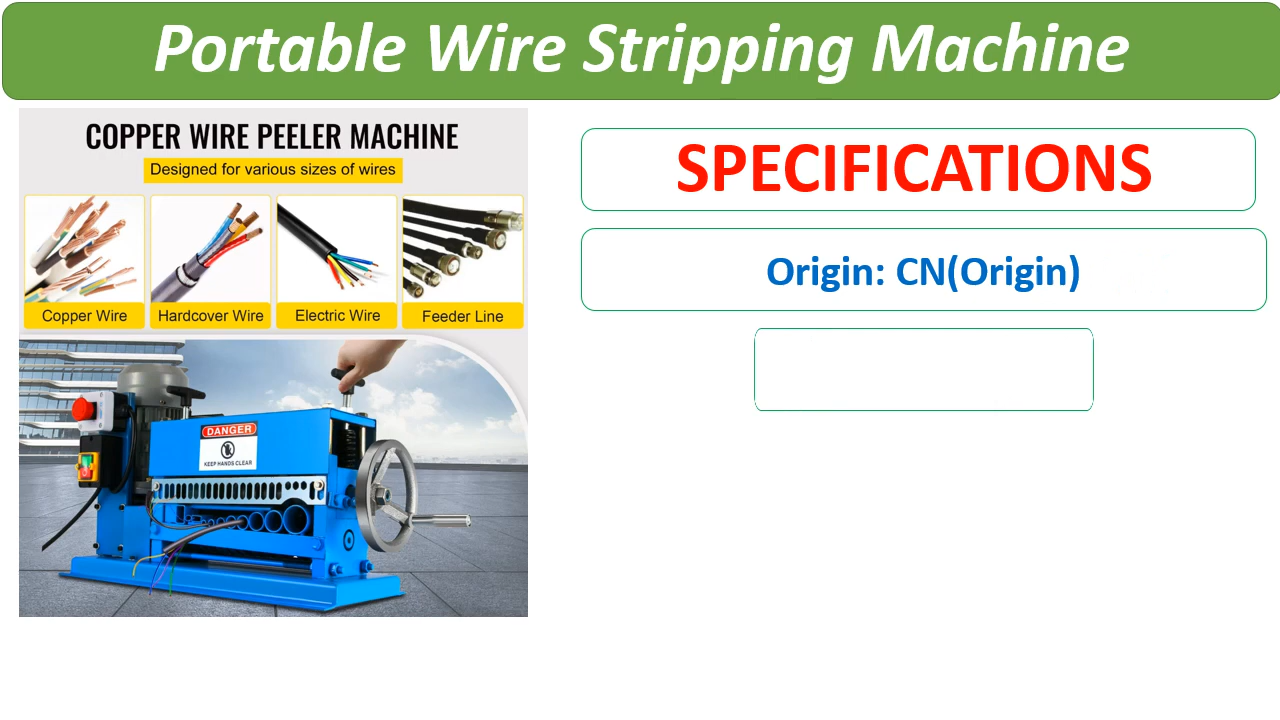 Portable Wire Stripping Machine
COPPER WIRE PEELER MACHINE
Designed for various sizes of wires
Copper Wire
Hardcover Wire
Electric Wire
Feeder Line
DANGER
KEEP HANDS CLEAR
SPECIFICATIONS
Origin: CN(Origin)